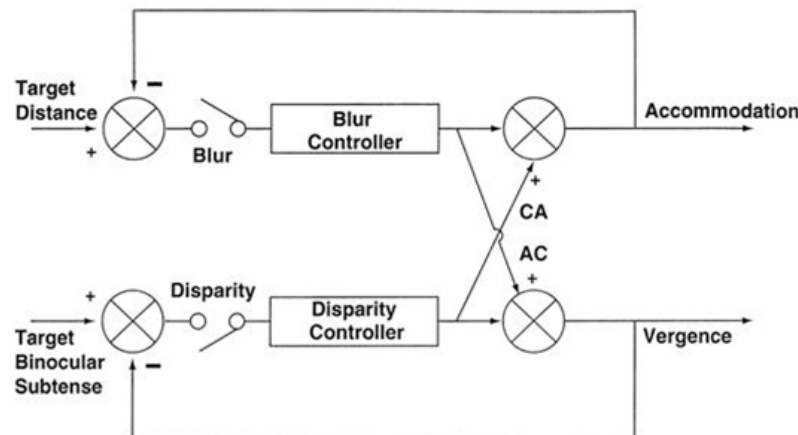 Target
Distance
−
+
Blur
Blur
Controller
Accommodation
+
CA
AC
+
+
Disparity
Disparity
Controller
Target
Binocular
Subtense
−
Vergence